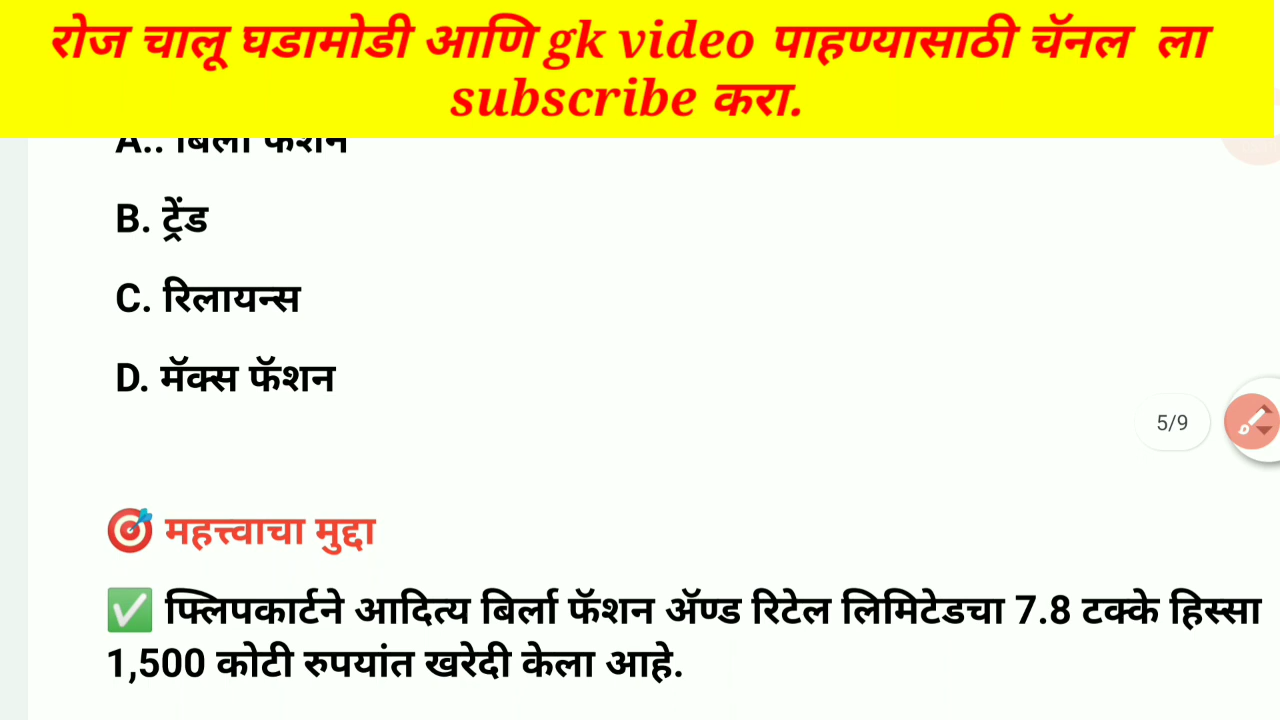 रोज चालू घडामोडी आणि gk video पाहण्यासाठी चॅनल ला
subscribe करा.
A.. बिर्ला फॅशन
B. ट्रेंड
C. रिलायन्स
D. मॅक्स फॅशन
5/9
🎯 महत्त्वाचा मुद्दा
✅ फ्लिपकार्टने आदित्य बिर्ला फॅशन अ‍ॅण्ड रिटेल लिमिटेडचा 7.8 टक्के हिस्सा
1,500 कोटी रुपयांत खरेदी केला आहे.